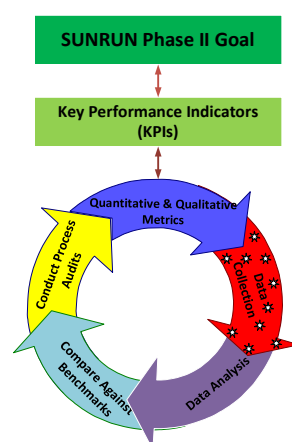 SUNRUN Phase II Goal
Key Performance Indicators
(KPIs)
Quantitative & Qualitative
Metrics
Data
Collection
Data Analysis
Compare Against
Benchmarks
Conduct Process
Audits